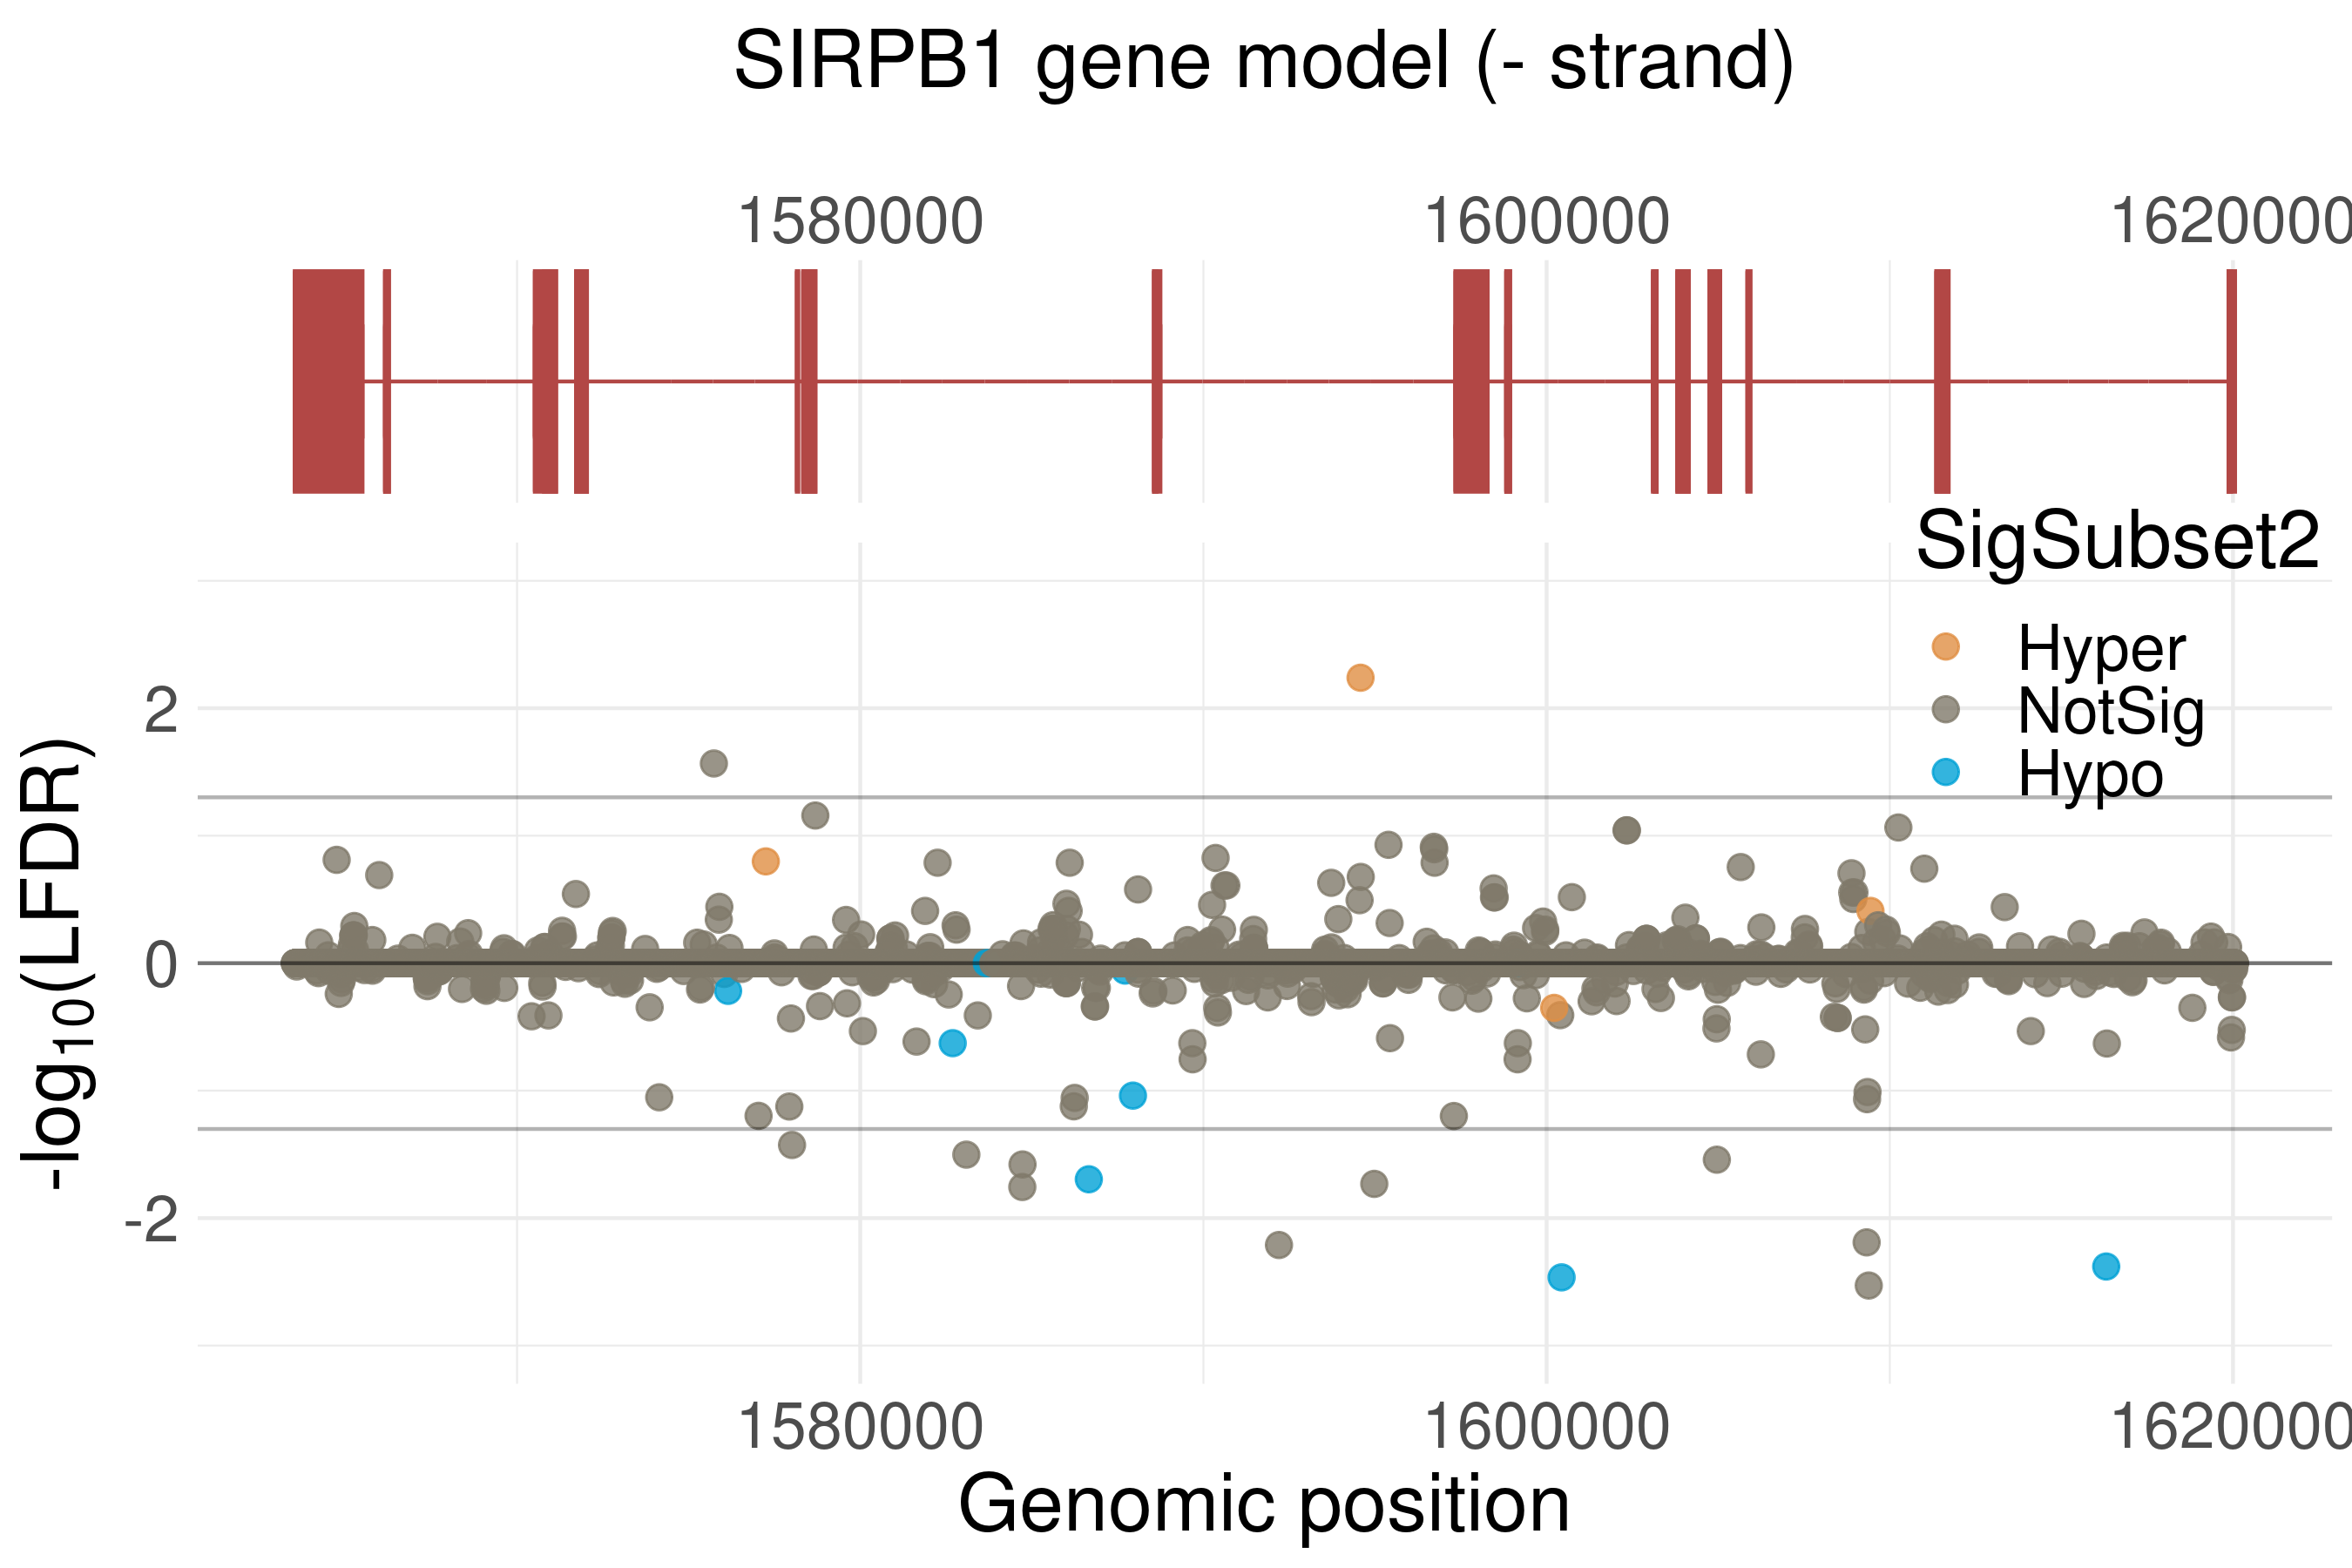 SIRPB1 gene model (- strand)
1580000 1600000 1620000
SigSubset2
Hyper
NotSig
Hypo
-log10(LFDR)
2
0
-2
1580000 1600000 1620000
Genomic position